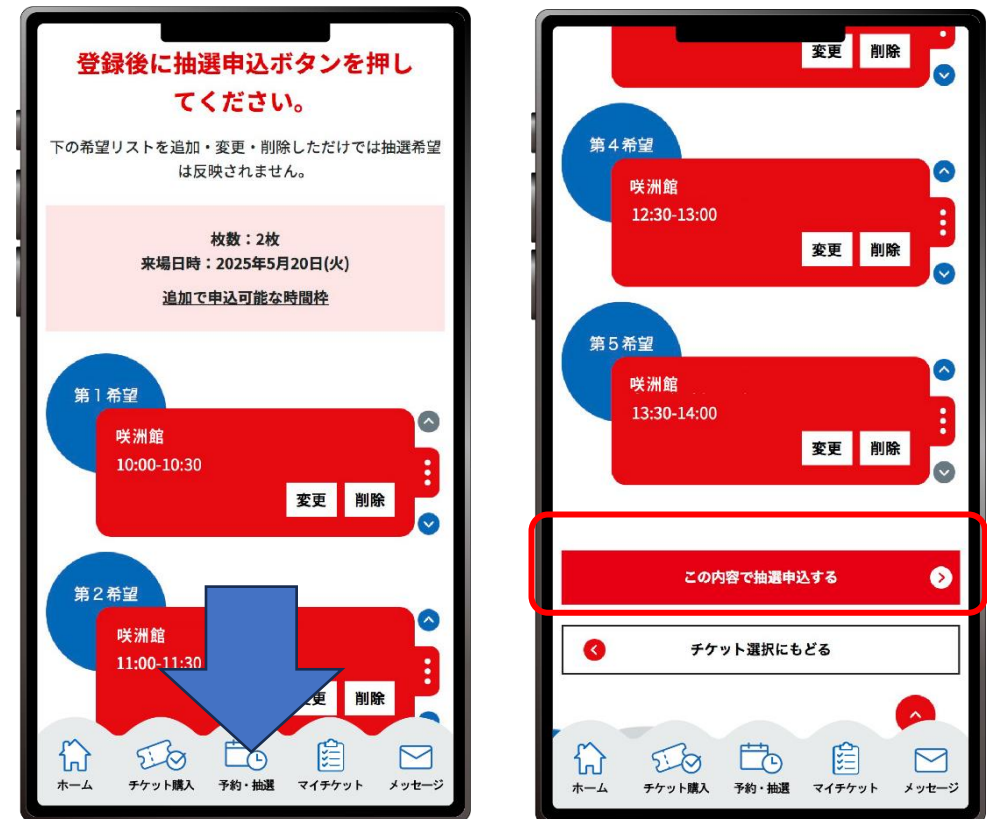 登録後に抽選申込ボタンを押し
てください。
下の希望リストを追加・変更・削除しただけでは抽選希望
は反映されません。
枚数：2枚
来場日時：2025年5月20日(火)
追加で申込可能な時間枠
第1希望
咲洲館
10:00-10:30
変更 削除
第2希望
咲洲館
11:00-11:30
変更 削除
ホーム チケット購入 予約・抽選 マイチケット メッセージ
変更 削除
第4希望
咲洲館
12:30-13:00
変更 削除
第5希望
咲洲館
13:30-14:00
変更 削除
この内容で抽選申込する
チケット選択にもどる
ホーム チケット購入 予約・抽選 マイチケット メッセージ